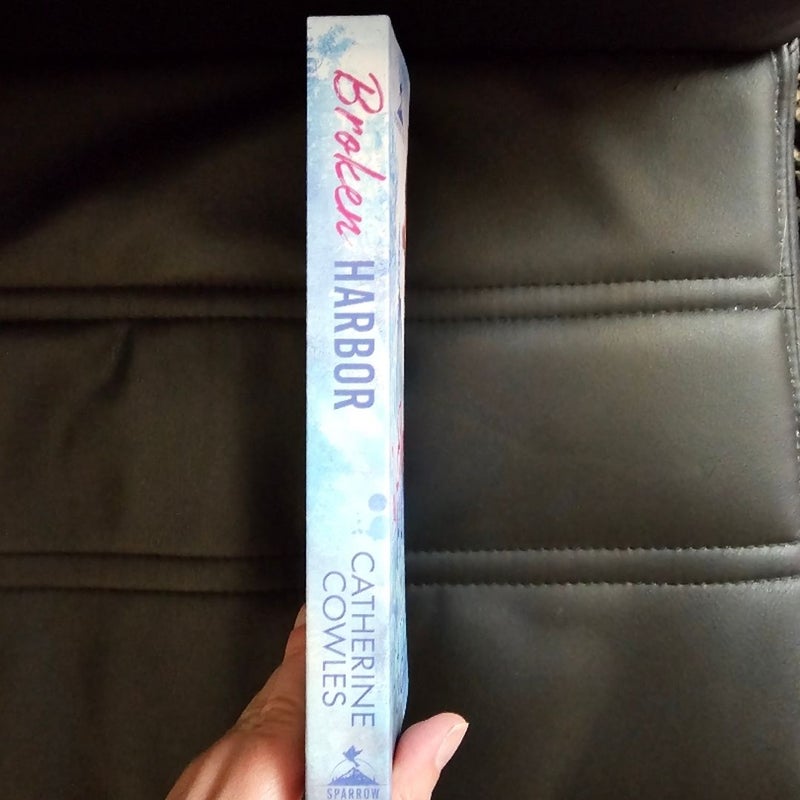 Broken HARBOR
CATHERINE
COWLES
SPARROW